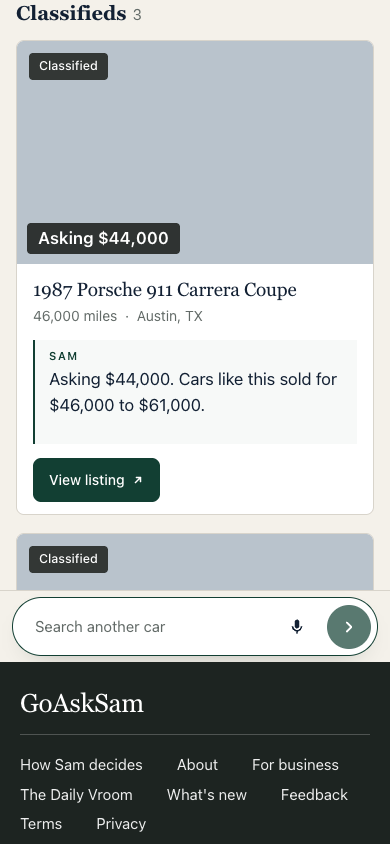 Classifieds 3
Classified
Asking $44,000
1987 Porsche 911 Carrera Coupe
46,000 miles · Austin, TX
SAM
Asking $44,000. Cars like this sold for
$46,000 to $61,000.
View listing ↗
Classified
Search another car
GoAskSam
How Sam decides About For business
The Daily Vroom What's new Feedback
Terms Privacy